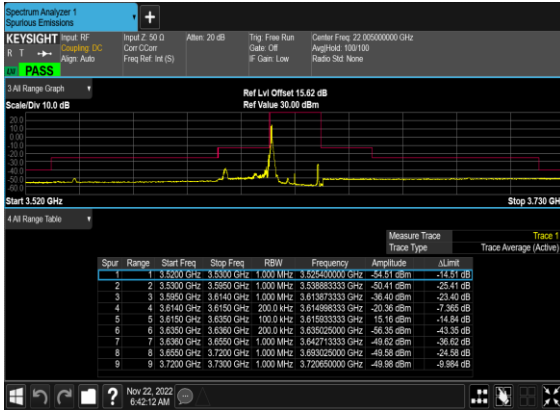 Spectrum Analyzer 1
Spurious Emissions
KEYSIGHT Input: RF
R T Coupling: DC
Align: Auto
Input Z: 50 Ω
Corr CCorr
Freq Ref: Int (S)
Atten: 20 dB
Trig: Free Run
Gate: Off
IF Gain: Low
Center Freq: 22.005000000 GHz
Avg|Hold: 100/100
Radio Std: None
PASS
3 All Range Graph
Ref Lvl Offset 15.62 dB
Scale/Div 10.0 dB
Ref Value 30.00 dBm
20.0
10.0
0.00
-10.0
-20.0
-30.0
-40.0
-50.0
-60.0
Start 3.520 GHz
Stop 3.730 GH
4 All Range Table
Measure Trace Trace 1
Trace Type Trace Average (Active)
Spur Range Start Freq Stop Freq RBW Frequency Amplitude ΔLimit
1 1 3.5200 GHz 3.5300 GHz 1.000 MHz 3.525400000 GHz -54.51 dBm -14.51 dB
2 2 3.5300 GHz 3.5950 GHz 1.000 MHz 3.538883333 GHz -50.41 dBm -25.41 dB
3 3 3.5950 GHz 3.6140 GHz 1.000 MHz 3.613873333 GHz -36.40 dBm -23.40 dB
4 4 3.6140 GHz 3.6150 GHz 200.0 kHz 3.614998333 GHz -20.36 dBm -7.365 dB
5 5 3.6150 GHz 3.6350 GHz 100.0 kHz 3.615933333 GHz 15.16 dBm -14.84 dB
6 6 3.6350 GHz 3.6360 GHz 200.0 kHz 3.635025000 GHz -56.35 dBm -43.35 dB
7 7 3.6360 GHz 3.6550 GHz 1.000 MHz 3.642713333 GHz -49.62 dBm -36.62 dB
8 8 3.6550 GHz 3.7200 GHz 1.000 MHz 3.693025000 GHz -49.58 dBm -24.58 dB
9 9 3.7200 GHz 3.7300 GHz 1.000 MHz 3.720650000 GHz -49.98 dBm -9.984 dB
Nov 22, 2022
6:42:12 AM